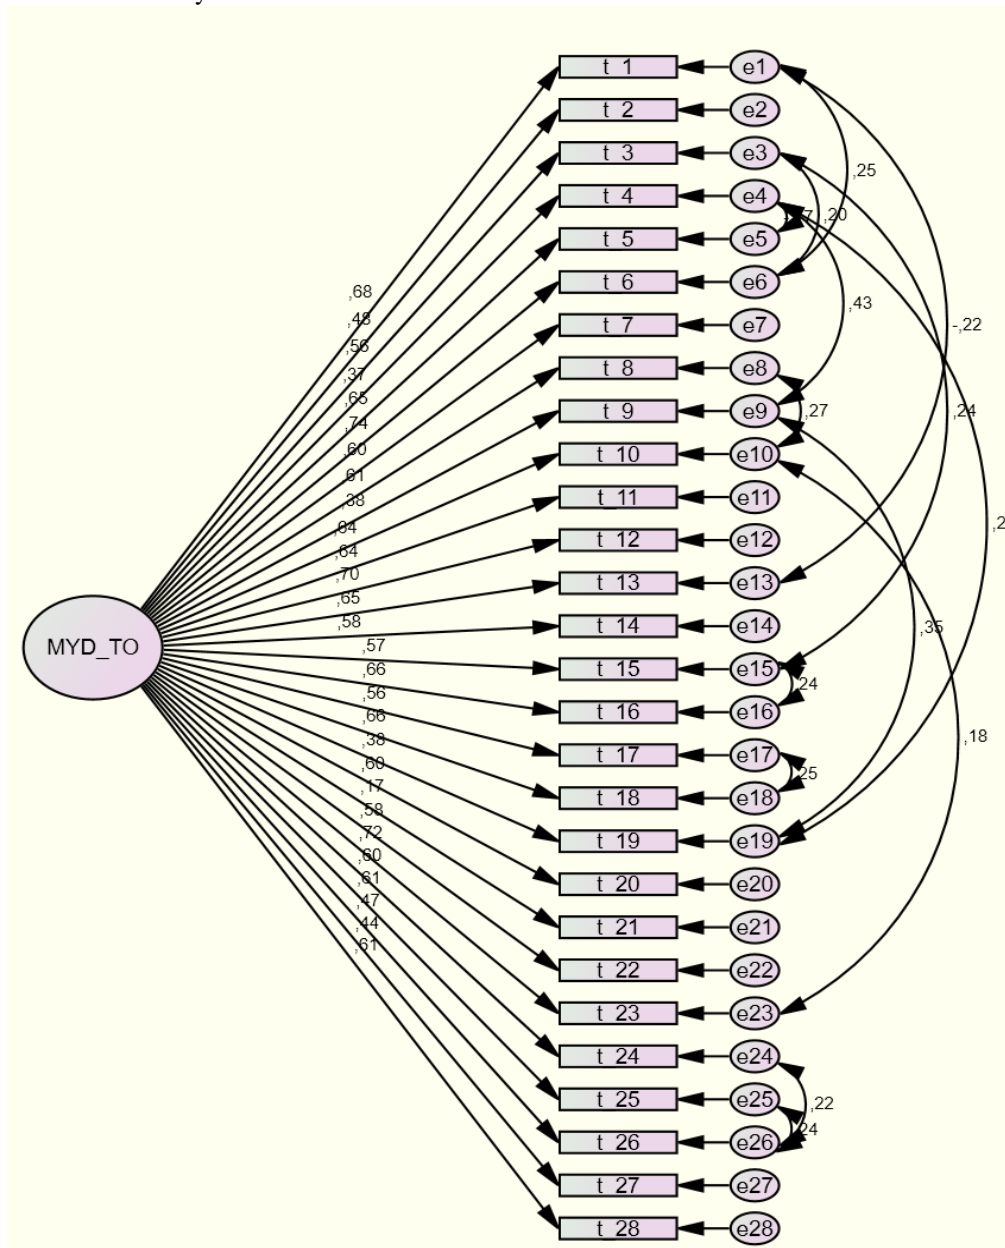 t_1
e1
t_2
e2
t_3
e3
,25
t_4
e4
,20
t_5
e5
t_6
e6
,68
,43
,48
t_7
e7
-,22
,56
,37
t_8
e8
,65
t_9
e9
,27
,24
,74
,60
t_10
e10
,61
t_11
e11
,38
,64
t_12
e12
,64
,70
t_13
e13
,65
,58
t_14
e14
,35
MYD_TO
,57
,66
t_15
e15
24
,56
t_16
e16
,66
,38
t_17
e17
,18
,60
25
,17
t_18
e18
,58
,72
t_19
e19
,60
,61
t_20
e20
,47
,44
t_21
e21
,61
t_22
e22
t_23
e23
t_24
e24
t_25
e25
,22
24
t_26
e26
t_27
e27
t_28
e28